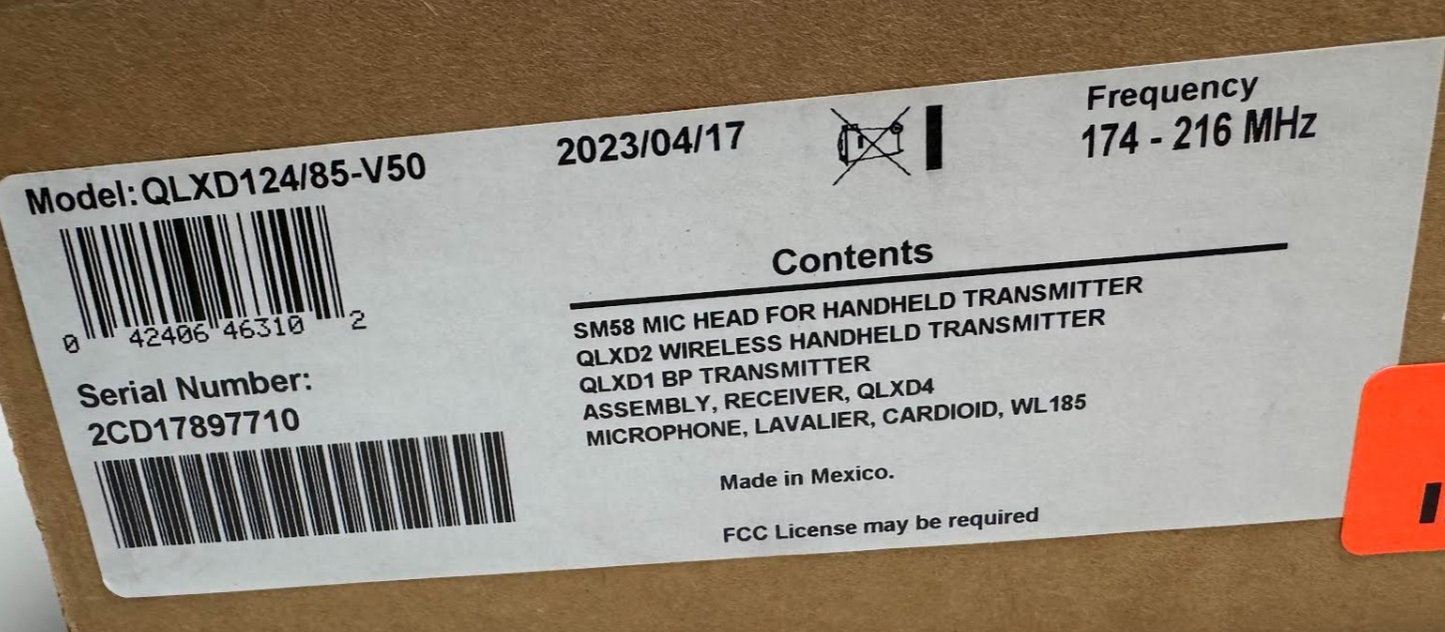 Model: QLXD124/85-V50
2023/04/17
Frequency
174 - 216 MHz
0 42406 46310 2
Serial Number:
2CD17897710
Contents
SM58 MIC HEAD FOR HANDHELD TRANSMITTER
QLXD2 WIRELESS HANDHELD TRANSMITTER
QLXD1 BP TRANSMITTER
ASSEMBLY, RECEIVER, QLXD4
MICROPHONE, LAVALIER, CARDIOID, WL185
Made in Mexico.
FCC License may be required